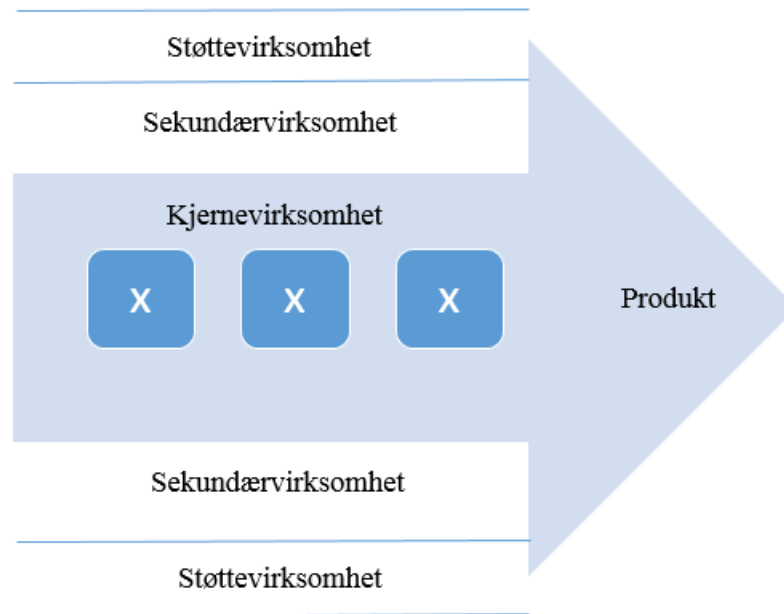 Støttevirksomhet
Sekundærvirksomhet
Kjernevirksomhet
X X X
Produkt
Sekundærvirksomhet
Støttevirksomhet